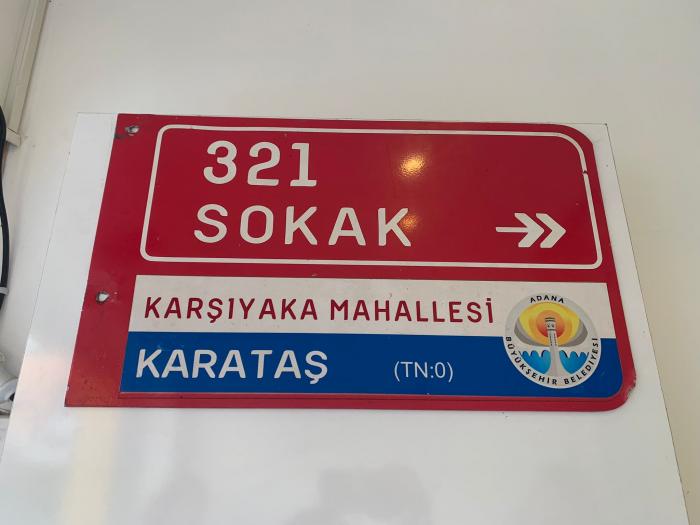 321
SOKAK
KARŞIYAKA MAHALLESİ
KARATAŞ (TN:0)
ADANA
BÜYÜKŞEHİR BELEDİYESİ